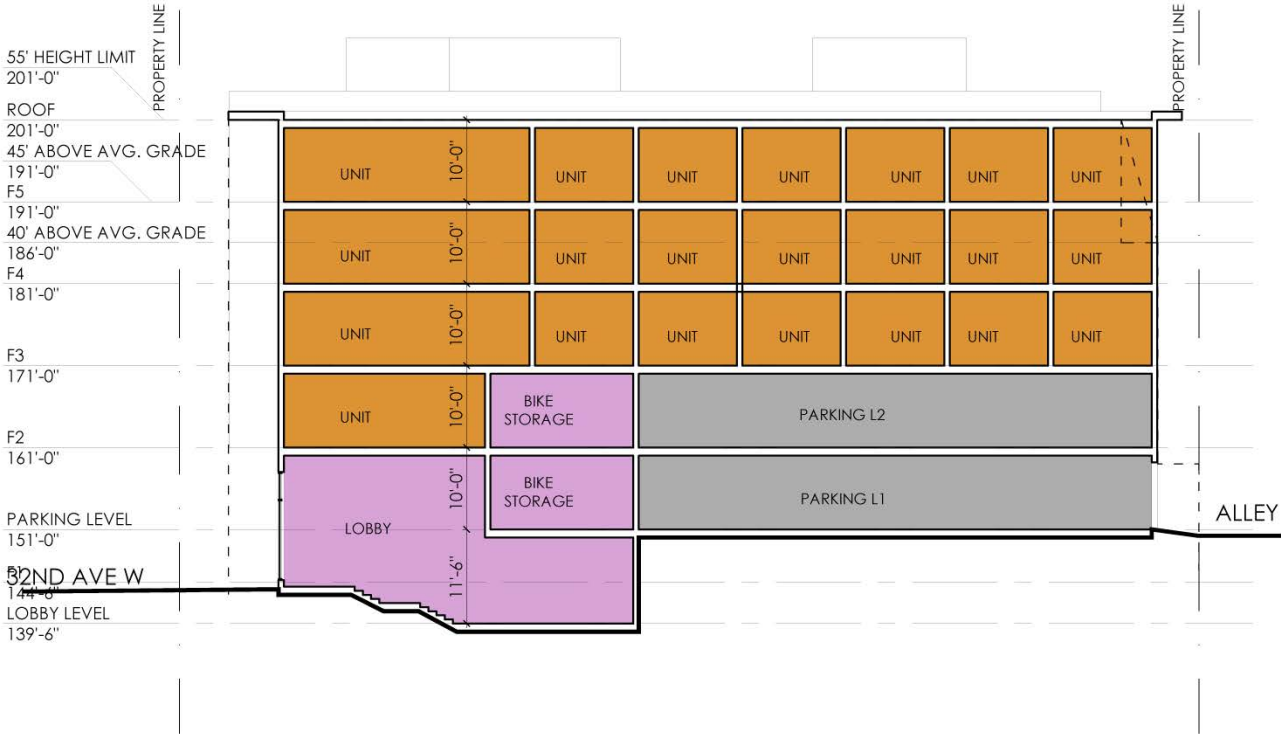 PROPERTY LINE
PROPERTY LINE
55' HEIGHT LIMIT
201'-0"
ROOF
201'-0"
45' ABOVE AVG. GRADE
191'-0"
F5
191'-0"
40' ABOVE AVG. GRADE
186'-0"
F4
181'-0"
F3
171'-0"
F2
161'-0"
PARKING LEVEL
151'-0"
F1
32ND AVE W
144'-6"
LOBBY LEVEL
139'-6"
UNIT
10'-0"
UNIT
UNIT
UNIT
UNIT
UNIT
UNIT
UNIT
10'-0"
UNIT
UNIT
UNIT
UNIT
UNIT
UNIT
UNIT
10'-0"
UNIT
UNIT
UNIT
UNIT
UNIT
UNIT
UNIT
10'-0"
BIKE
STORAGE
PARKING L2
LOBBY
10'-0"
BIKE
STORAGE
PARKING L1
11'-6"
ALLEY